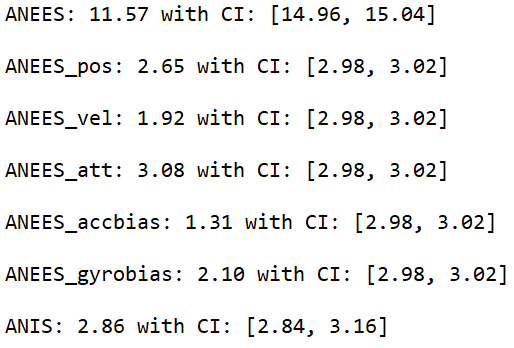 ANEES: 11.57 with CI: [14.96, 15.04]
ANEES_pos: 2.65 with CI: [2.98, 3.02]
ANEES_vel: 1.92 with CI: [2.98, 3.02]
ANEES_att: 3.08 with CI: [2.98, 3.02]
ANEES_accbias: 1.31 with CI: [2.98, 3.02]
ANEES_gyrobias: 2.10 with CI: [2.98, 3.02]
ANIS: 2.86 with CI: [2.84, 3.16]